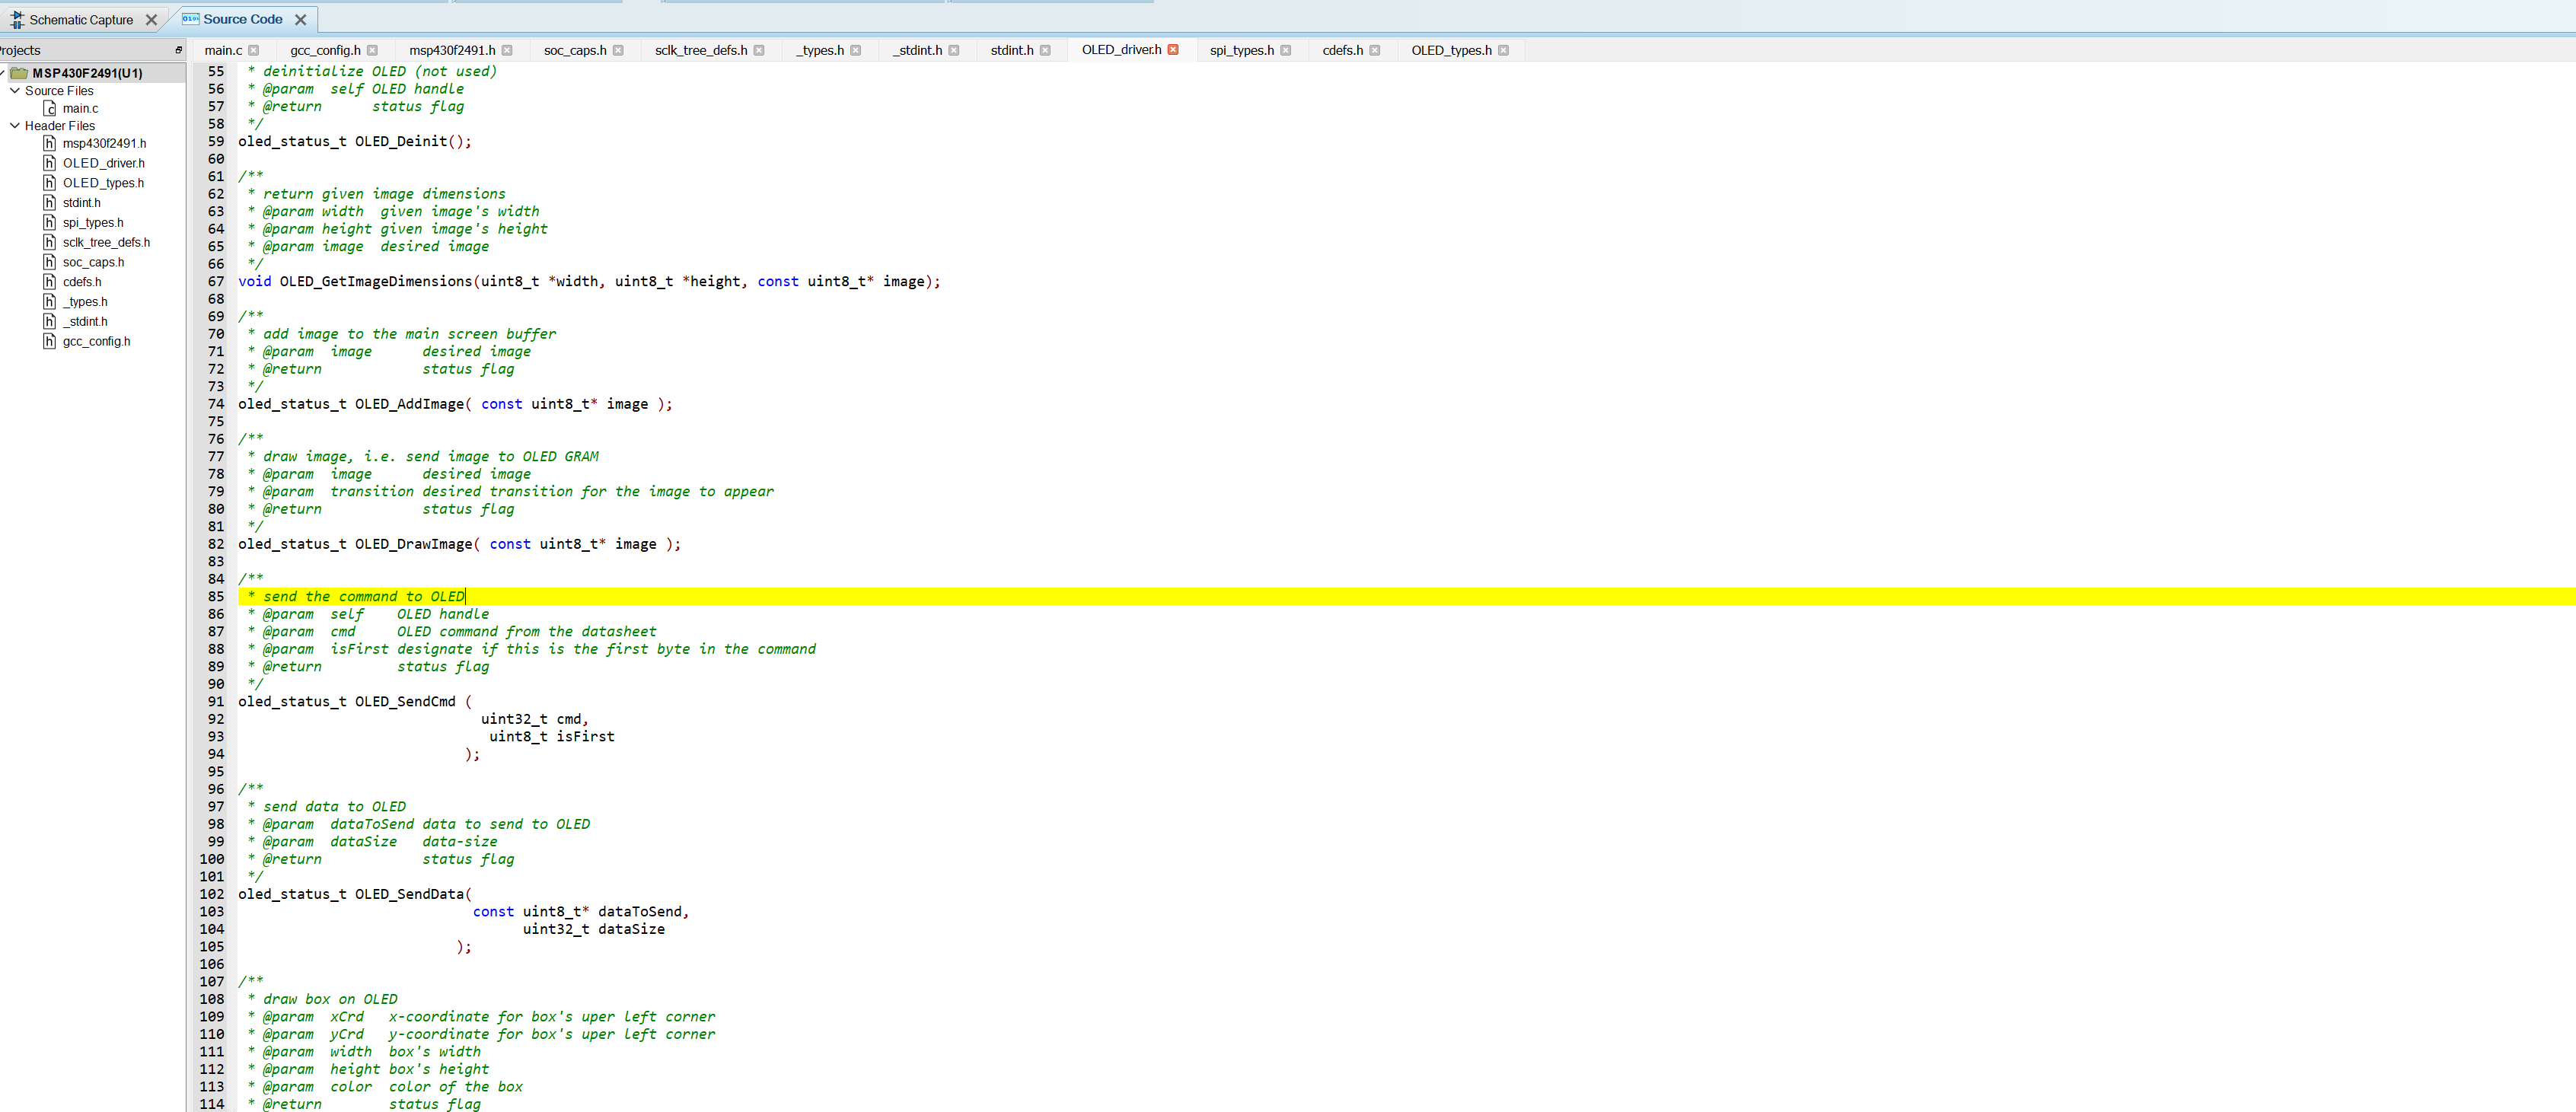 Schematic Capture
Source Code
rojects
MSP430F2491(U1)
Source Files
main.c
Header Files
msp430f2491.h
OLED_driver.h
OLED_types.h
stdint.h
spi_types.h
sclk_tree_defs.h
soc_caps.h
cdefs.h
_types.h
_stdint.h
gcc_config.h
main.c gcc_config.h msp430f2491.h soc_caps.h sclk_tree_defs.h _types.h _stdint.h stdint.h OLED_driver.h spi_types.h cdefs.h OLED_types.h
55 * deinitialize OLED (not used)
56 * @param  self OLED handle
57 * @return      status flag
58 */
59 oled_status_t OLED_Deinit();
60
61 /**
62 * return given image dimensions
63 * @param width  given image's width
64 * @param height given image's height
65 * @param image  desired image
66 */
67 void OLED_GetImageDimensions(uint8_t *width, uint8_t *height, const uint8_t* image);
68
69 /**
70 * add image to the main screen buffer
71 * @param  image      desired image
72 * @return            status flag
73 */
74 oled_status_t OLED_AddImage( const uint8_t* image );
75
76 /**
77 * draw image, i.e. send image to OLED GRAM
78 * @param  image      desired image
79 * @param  transition desired transition for the image to appear
80 * @return            status flag
81 */
82 oled_status_t OLED_DrawImage( const uint8_t* image );
83
84 /**
85 * send the command to OLED
86 * @param  self    OLED handle
87 * @param  cmd     OLED command from the datasheet
88 * @param  isFirst designate if this is the first byte in the command
89 * @return         status flag
90 */
91 oled_status_t OLED_SendCmd (
92 uint32_t cmd,
93 uint8_t isFirst
94 );
95
96 /**
97 * send data to OLED
98 * @param  dataToSend data to send to OLED
99 * @param  dataSize   data-size
100 * @return            status flag
101 */
102 oled_status_t OLED_SendData(
103 const uint8_t* dataToSend,
104 uint32_t dataSize
105 );
106
107 /**
108 * draw box on OLED
109 * @param  xCrd   x-coordinate for box's uper left corner
110 * @param  yCrd   y-coordinate for box's uper left corner
111 * @param  width  box's width
112 * @param  height box's height
113 * @param  color  color of the box
114 * @return        status flag